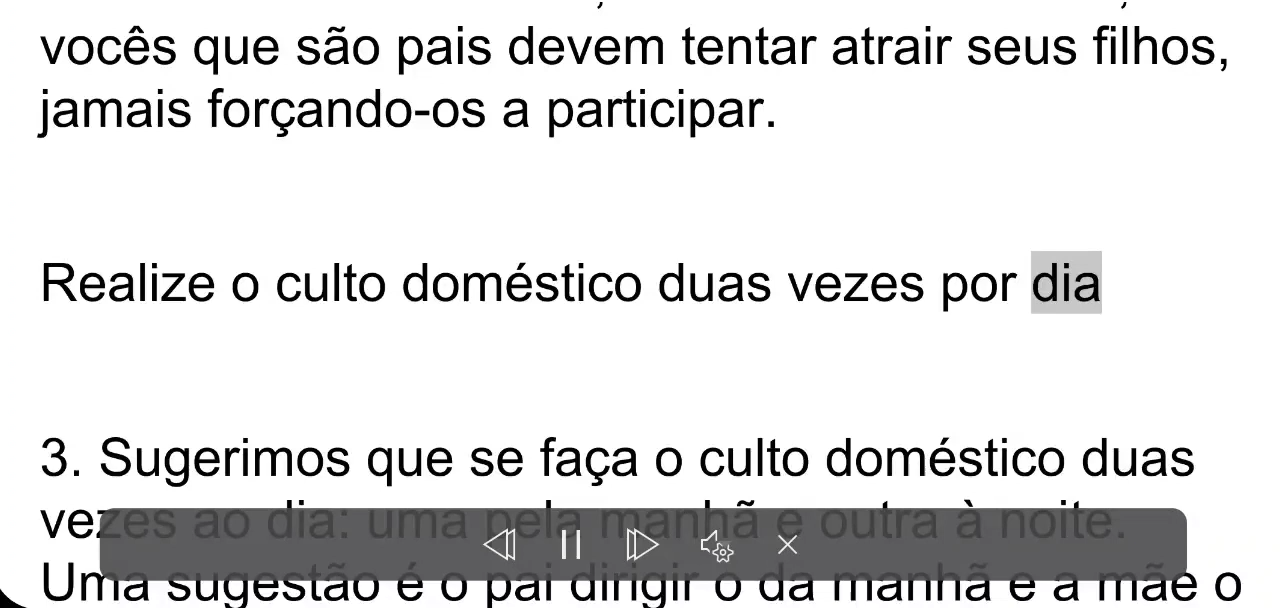 vocês que são pais devem tentar atrair seus filhos,
jamais forçando-os a participar.
Realize o culto doméstico duas vezes por dia
3. Sugerimos que se faça o culto doméstico duas
vezes ao dia: uma pela manhã e outra à noite.
Uma sugestão é o pai dirigir o da manhã e a mãe o